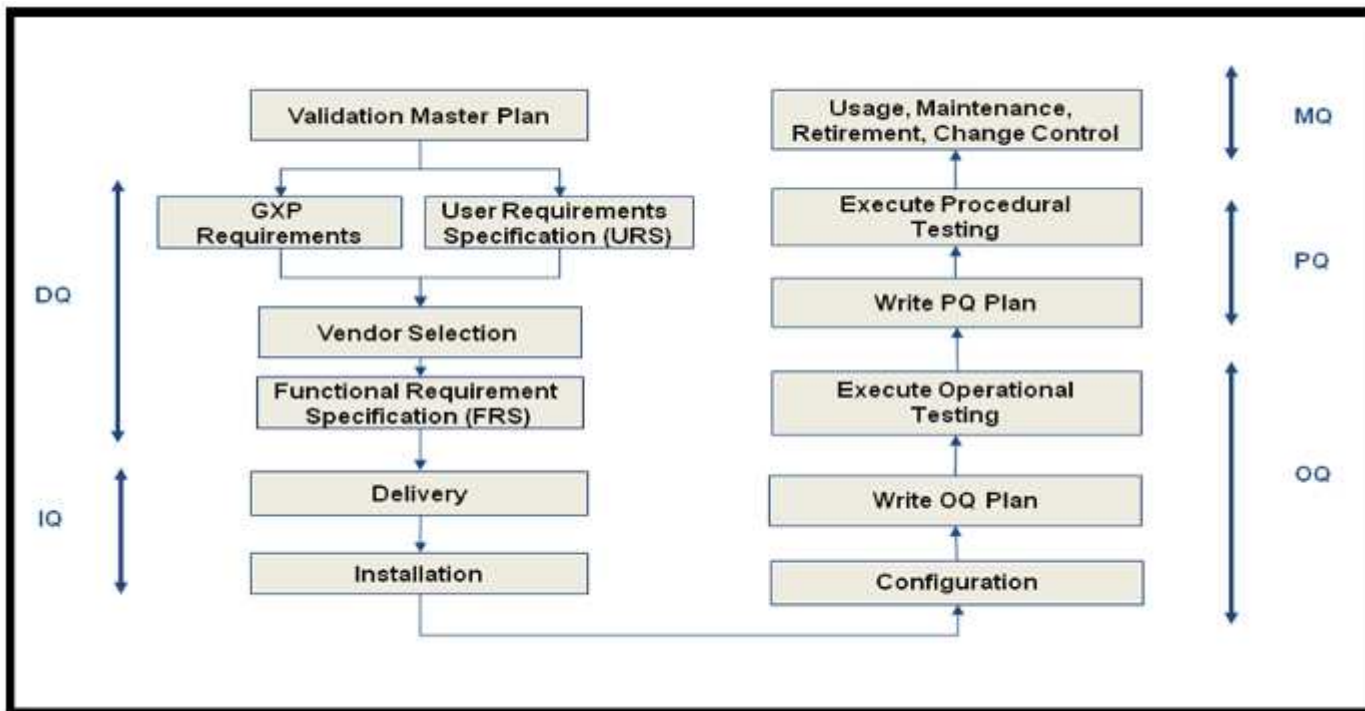 Validation Master Plan
GXP
Requirements
User Requirements
Specification (URS)
Vendor Selection
Functional Requirement
Specification (FRS)
Delivery
Installation
DQ
IQ
Usage, Maintenance,
Retirement, Change Control
Execute Procedural
Testing
Write PQ Plan
Execute Operational
Testing
Write OQ Plan
Configuration
MQ
PQ
OQ